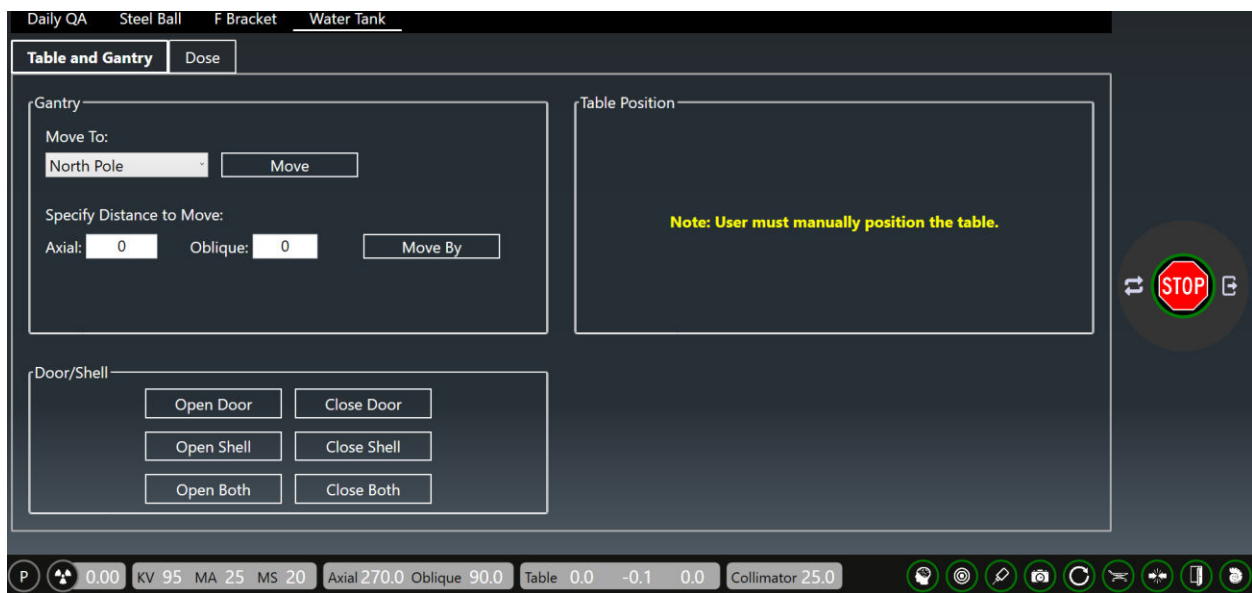 Daily QA Steel Ball F Bracket Water Tank
Table and Gantry Dose
Gantry
Move To:
North Pole Move
Specify Distance to Move:
Axial: 0 Oblique: 0 Move By
Table Position
Note: User must manually position the table.
STOP
Door/Shell
Open Door Close Door
Open Shell Close Shell
Open Both Close Both
P 0.00 KV 95 MA 25 MS 20 Axial 270.0 Oblique 90.0 Table 0.0 -0.1 0.0 Collimator 25.0